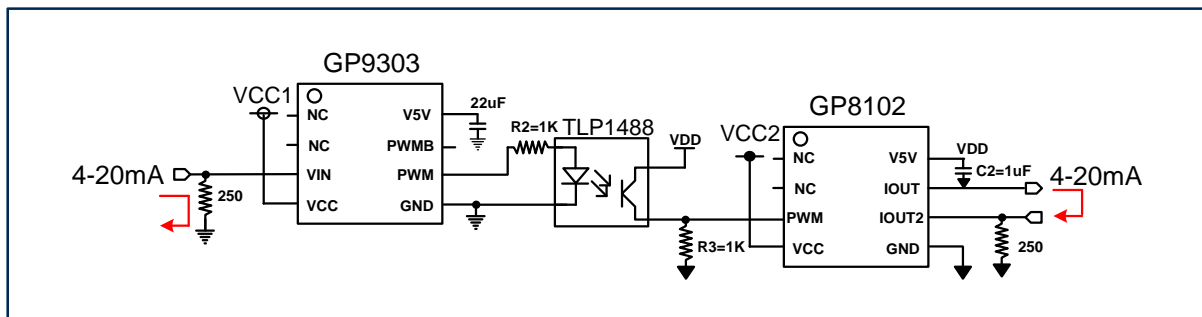 GP9303
VCC1
NC
NC
VIN
VCC
V5V
PWMB
PWM
GND
22uF
4-20mA
250
R2=1K
TLP1488
VDD
R3=1K
GP8102
VCC2
NC
NC
PWM
VCC
V5V
IOUT
IOUT2
GND
VDD
C2=1uF
4-20mA
250